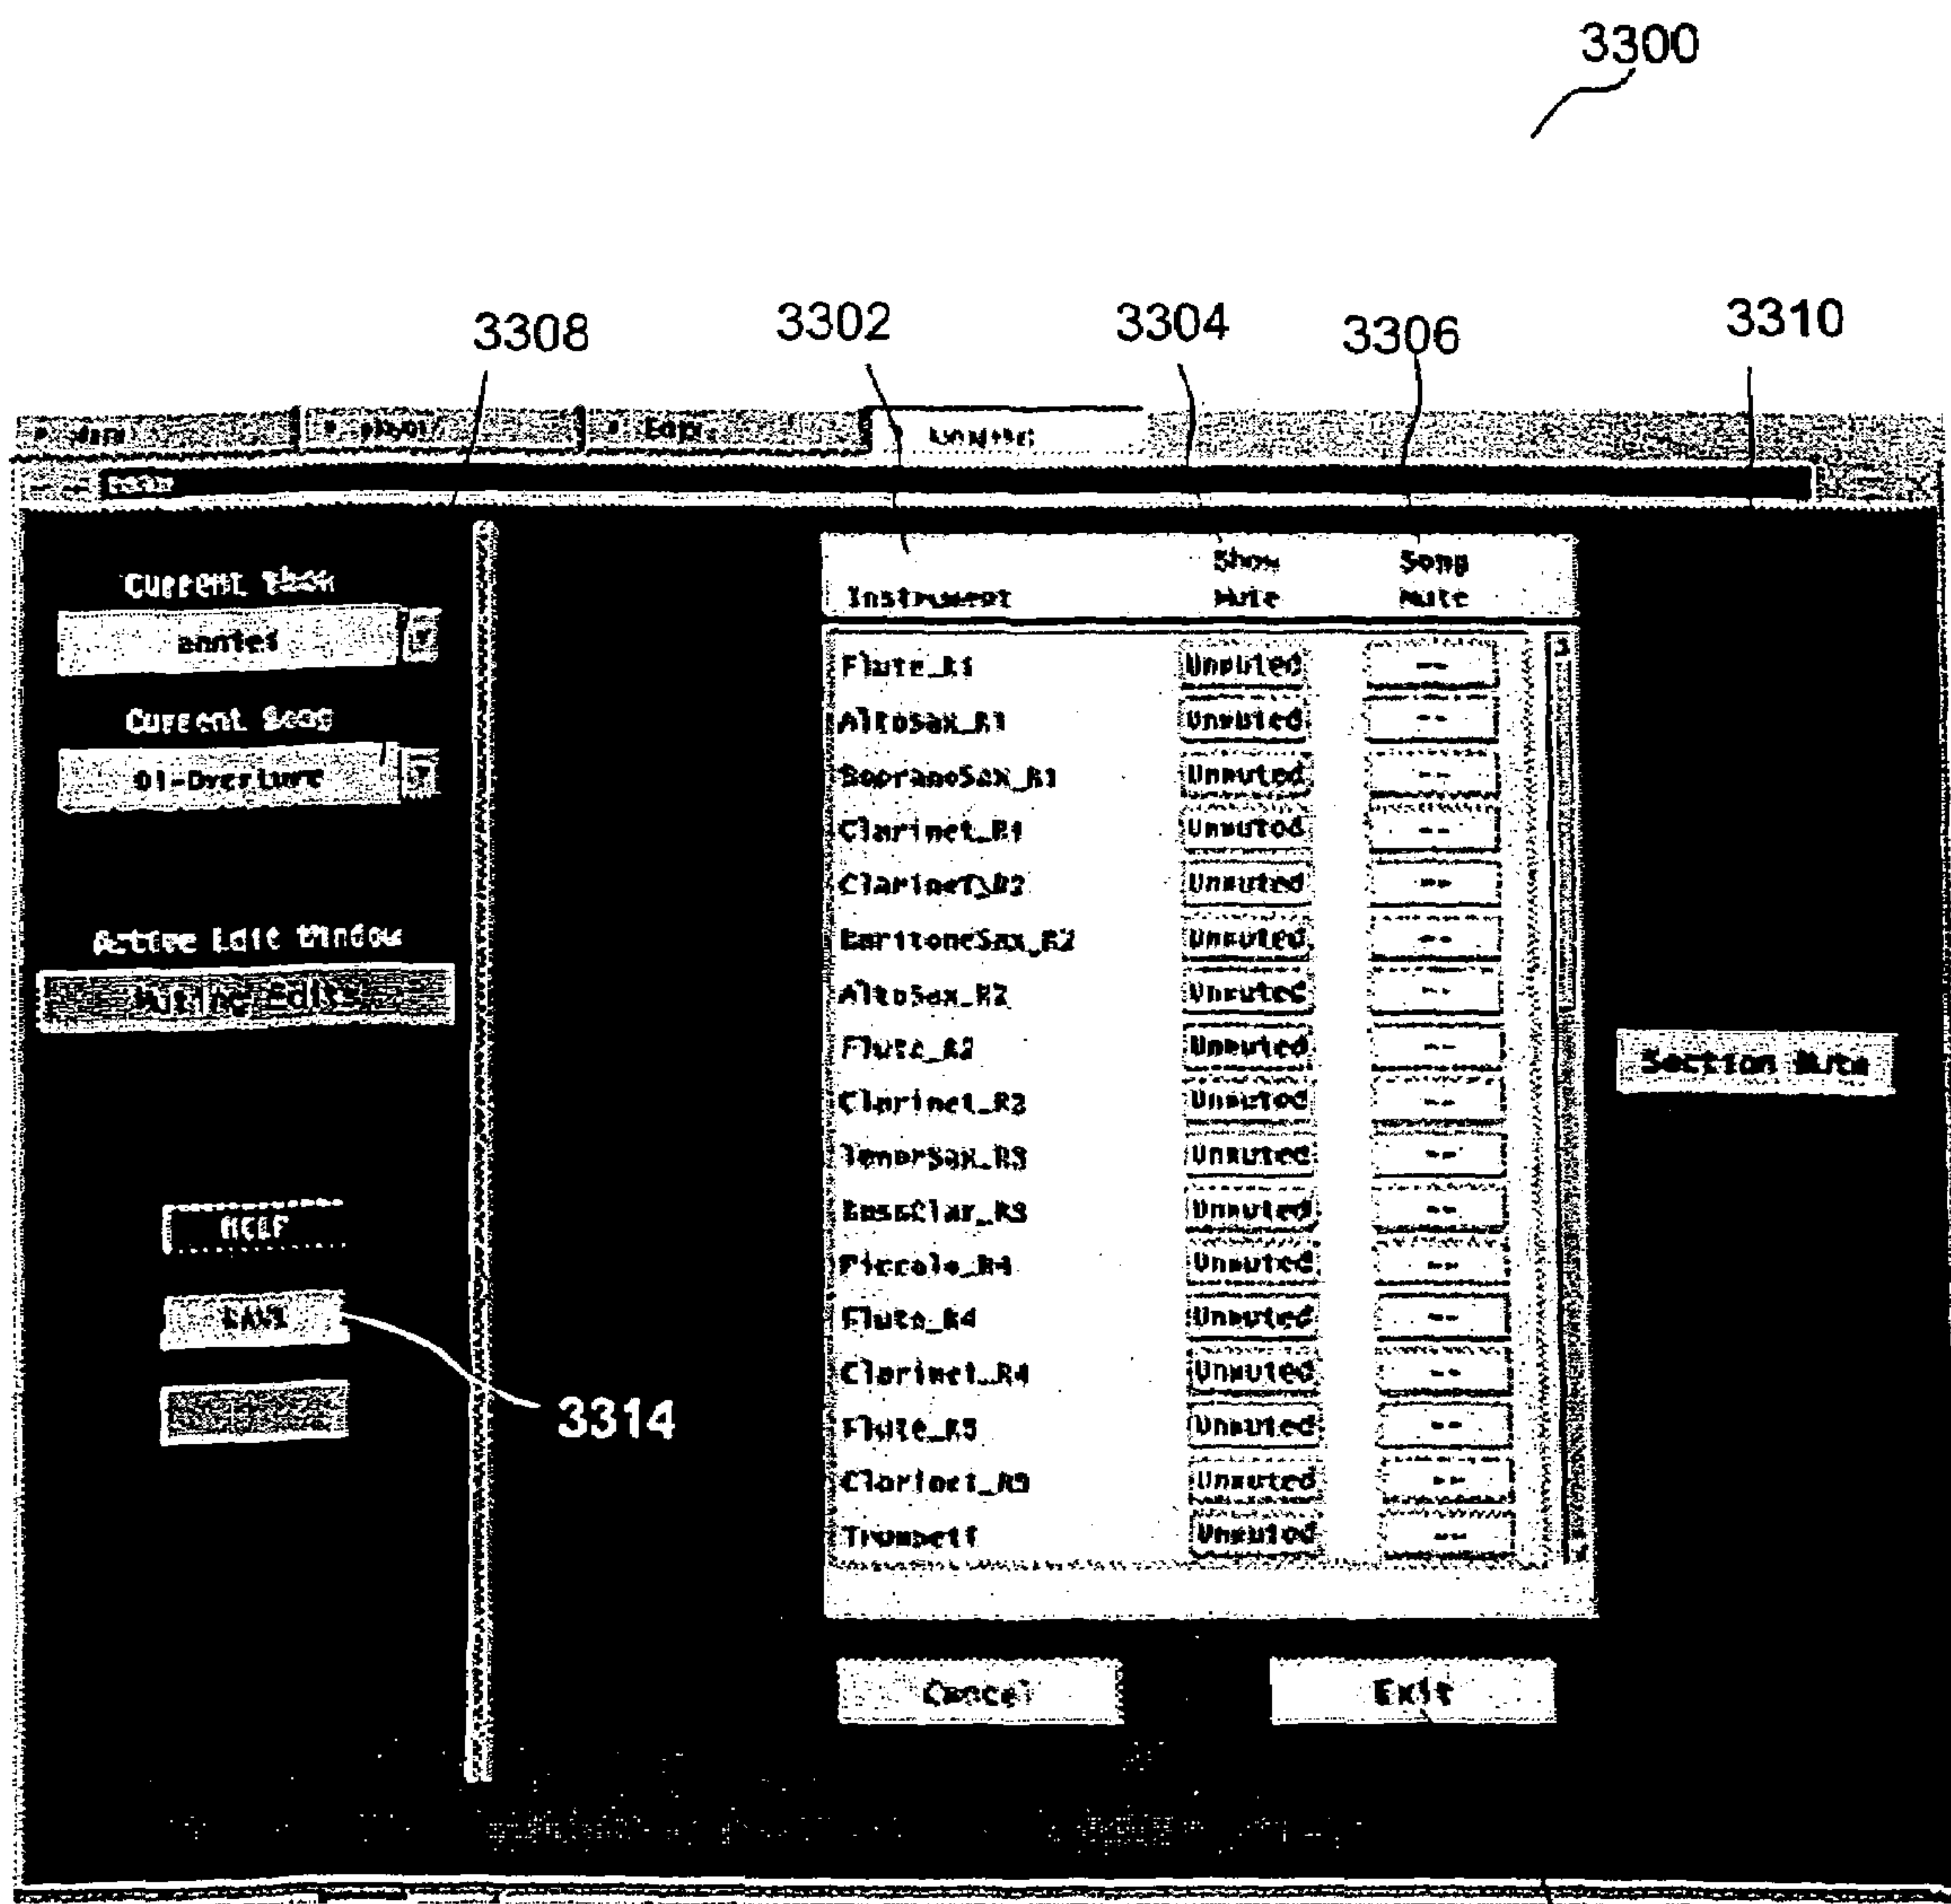 3300
3308 3302 3304 3306 3310
Current Show
Current Song
01-Overture
Active Edit Window
Muting Edits
HELP
SAVE
3314
Instrument Show Mute Song Mute
Flute_R1 Unmuted --
AltoSax_R1 Unmuted --
SopranoSax_R1 Unmuted --
Clarinet_R1 Unmuted --
Clarinet_R2 Unmuted --
BaritoneSax_R2 Unmuted --
AltoSax_R2 Unmuted --
Flute_R2 Unmuted --
Clarinet_R3 Unmuted --
TenorSax_R3 Unmuted --
BassClar_R3 Unmuted --
Piccolo_R4 Unmuted --
Flute_R4 Unmuted --
Clarinet_R4 Unmuted --
Flute_R5 Unmuted --
Clarinet_R5 Unmuted --
Trumpet1 Unmuted --
Section Mute
Cancel Exit